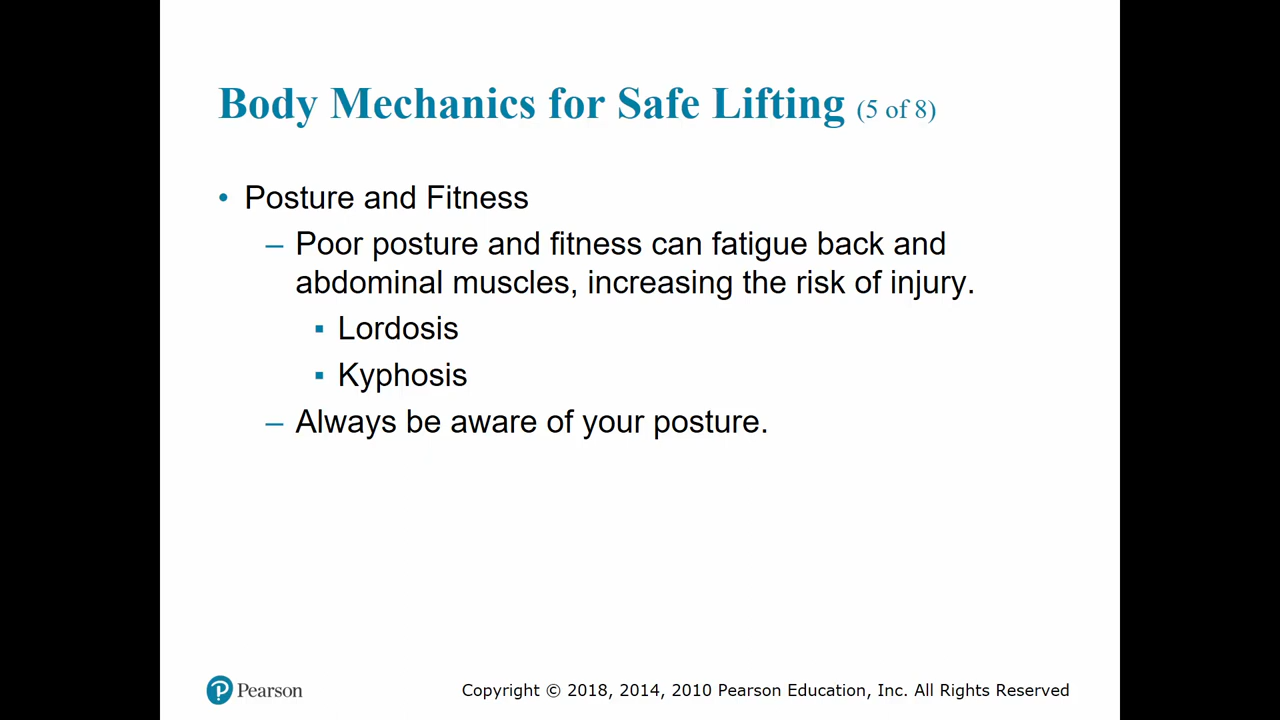 Body Mechanics for Safe Lifting (5 of 8)
• Posture and Fitness
– Poor posture and fitness can fatigue back and
abdominal muscles, increasing the risk of injury.
▪ Lordosis
▪ Kyphosis
– Always be aware of your posture.
Pearson
Copyright © 2018, 2014, 2010 Pearson Education, Inc. All Rights Reserved